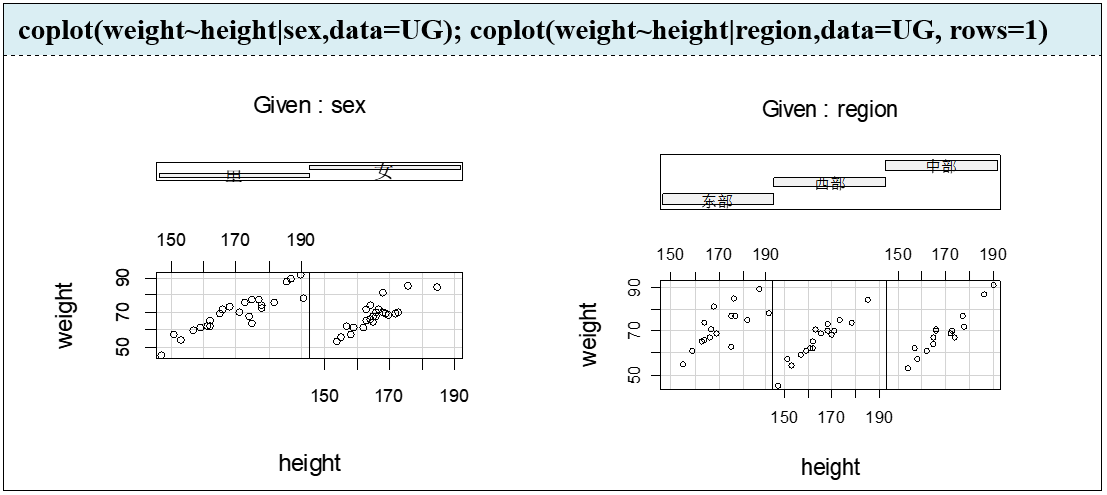 coplot(weight~height|sex,data=UG); coplot(weight~height|region,data=UG, rows=1)
Given : sex
女
150 170 190
weight
90
70
50
150 170 190
height
Given : region
中部
西部
东部
150 170 190 150 170 190
weight
90
70
50
150 170 190
height